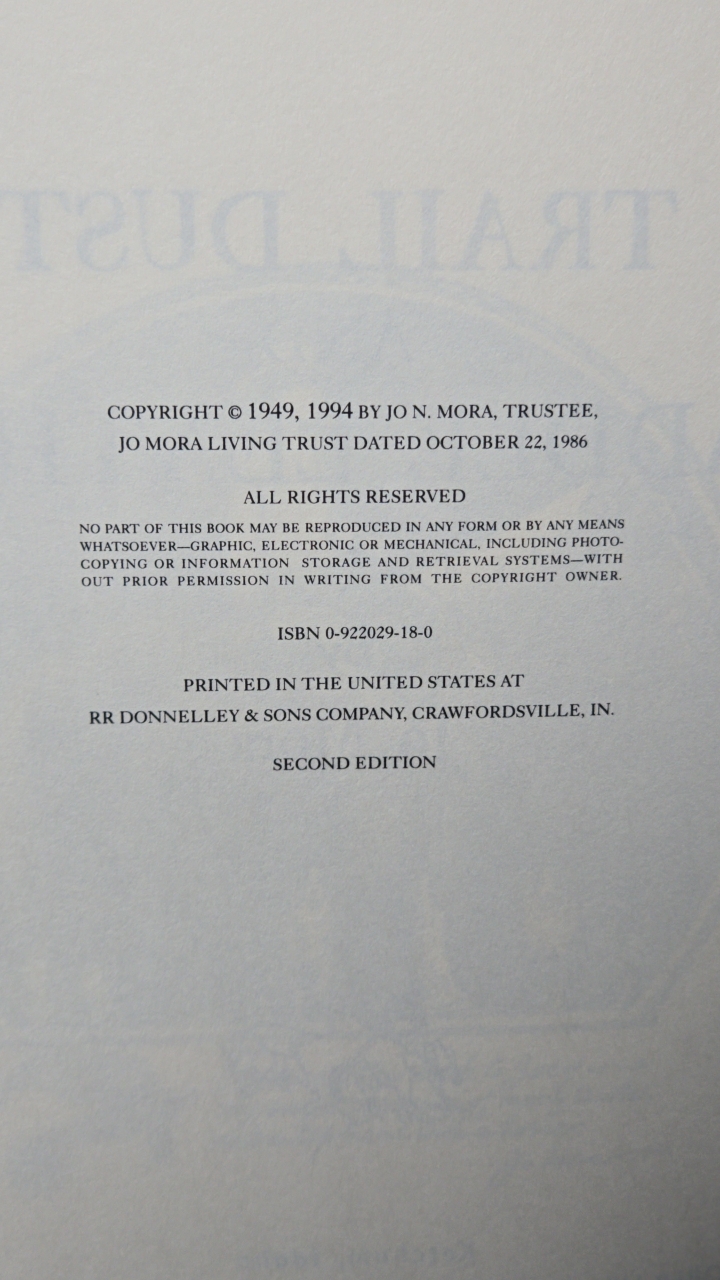 TRAIL DUST
COPYRIGHT © 1949, 1994 BY JO N. MORA, TRUSTEE,
JO MORA LIVING TRUST DATED OCTOBER 22, 1986
ALL RIGHTS RESERVED
NO PART OF THIS BOOK MAY BE REPRODUCED IN ANY FORM OR BY ANY MEANS
WHATSOEVER—GRAPHIC, ELECTRONIC OR MECHANICAL, INCLUDING PHOTO-
COPYING OR INFORMATION STORAGE AND RETRIEVAL SYSTEMS—WITH
OUT PRIOR PERMISSION IN WRITING FROM THE COPYRIGHT OWNER.
ISBN 0-922029-18-0
PRINTED IN THE UNITED STATES AT
RR DONNELLEY & SONS COMPANY, CRAWFORDSVILLE, IN.
SECOND EDITION